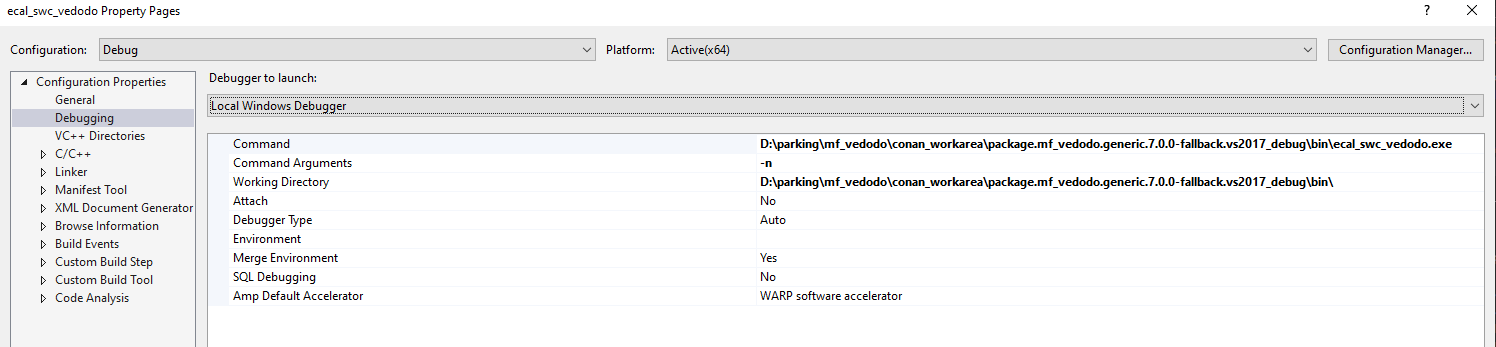 ecal_swc_vedodo Property Pages
? ×
Configuration: Debug Platform: Active(x64) Configuration Manager...
Configuration Properties
General
Debugging
VC++ Directories
C/C++
Linker
Manifest Tool
XML Document Generator
Browse Information
Build Events
Custom Build Step
Custom Build Tool
Code Analysis
Debugger to launch:
Local Windows Debugger
Command D:\parking\mf_vedodo\conan_workarea\package.mf_vedodo.generic.7.0.0-fallback.vs2017_debug\bin\ecal_swc_vedodo.exe
Command Arguments -n
Working Directory D:\parking\mf_vedodo\conan_workarea\package.mf_vedodo.generic.7.0.0-fallback.vs2017_debug\bin\
Attach No
Debugger Type Auto
Environment
Merge Environment Yes
SQL Debugging No
Amp Default Accelerator WARP software accelerator